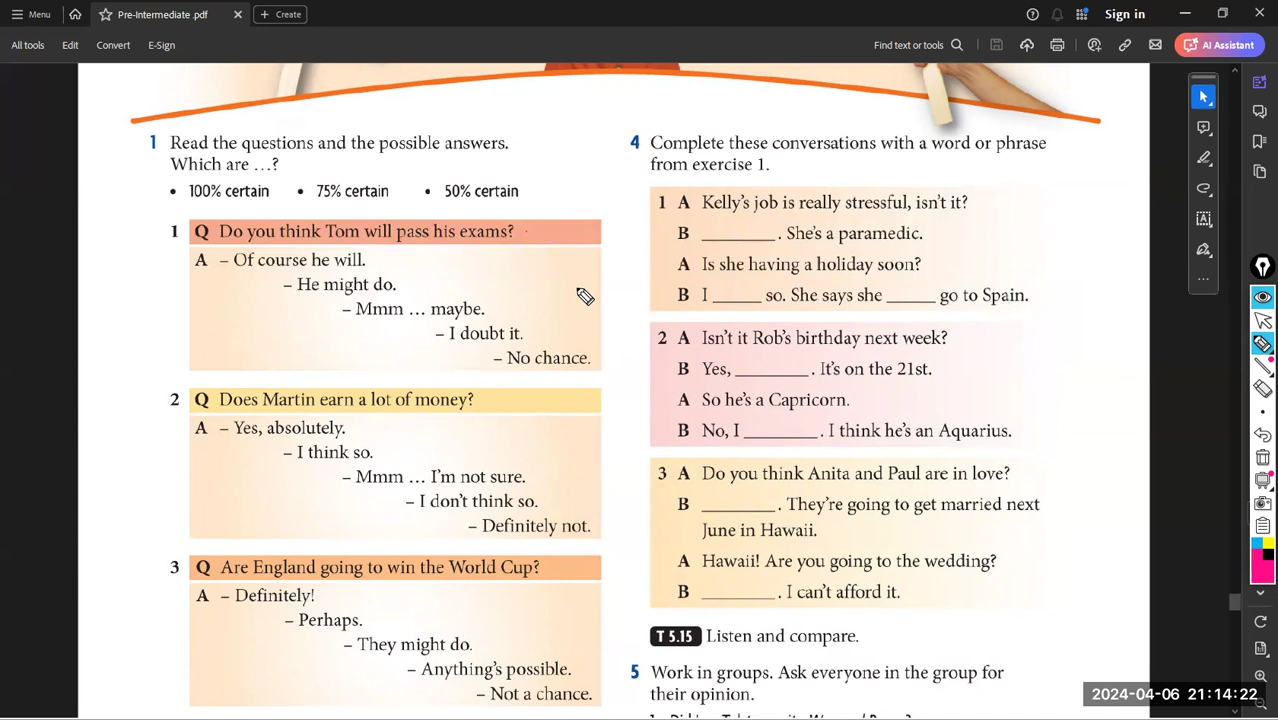 Menu
Pre-Intermediate .pdf
Create
Sign in
All tools Edit Convert E-Sign
Find text or tools
AI Assistant
1 Read the questions and the possible answers.
Which are …?
• 100% certain • 75% certain • 50% certain
1 Q Do you think Tom will pass his exams?
A – Of course he will.
– He might do.
– Mmm … maybe.
– I doubt it.
– No chance.
2 Q Does Martin earn a lot of money?
A – Yes, absolutely.
– I think so.
– Mmm … I'm not sure.
– I don't think so.
– Definitely not.
3 Q Are England going to win the World Cup?
A – Definitely!
– Perhaps.
– They might do.
– Anything's possible.
– Not a chance.
4 Complete these conversations with a word or phrase
from exercise 1.
1 A Kelly's job is really stressful, isn't it?
B ________ . She's a paramedic.
A Is she having a holiday soon?
B I _____ so. She says she _____ go to Spain.
2 A Isn't it Rob's birthday next week?
B Yes, ________ . It's on the 21st.
A So he's a Capricorn.
B No, I ________ . I think he's an Aquarius.
3 A Do you think Anita and Paul are in love?
B ________ . They're going to get married next
June in Hawaii.
A Hawaii! Are you going to the wedding?
B ________ . I can't afford it.
T 5.15 Listen and compare.
5 Work in groups. Ask everyone in the group for
their opinion.
2024-04-06 21:14:22